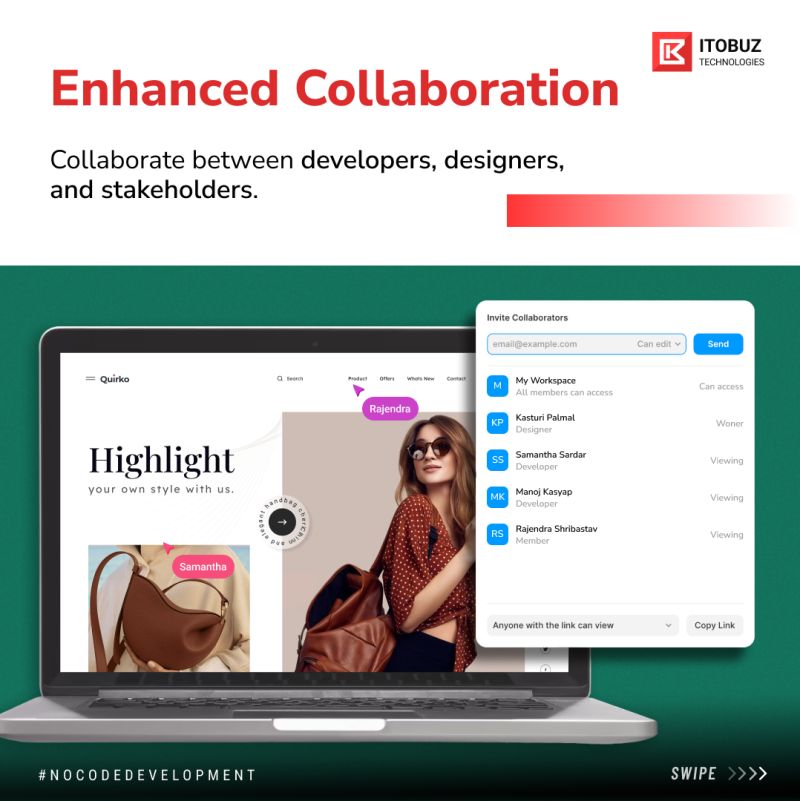 ITOBUZ
TECHNOLOGIES
Enhanced Collaboration
Collaborate between developers, designers,
and stakeholders.
Quirko
Search
Product Offers Whats New Contact
Rajendra
Highlight
your own style with us.
Samantha
Invite Collaborators
email@example.com Can edit
Send
M My Workspace
All members can access
Can access
KP Kasturi Palmal
Designer
Woner
SS Samantha Sardar
Developer
Viewing
MK Manoj Kasyap
Developer
Viewing
RS Rajendra Shribastav
Member
Viewing
Anyone with the link can view
Copy Link
#NOCODEDEVELOPMENT
SWIPE